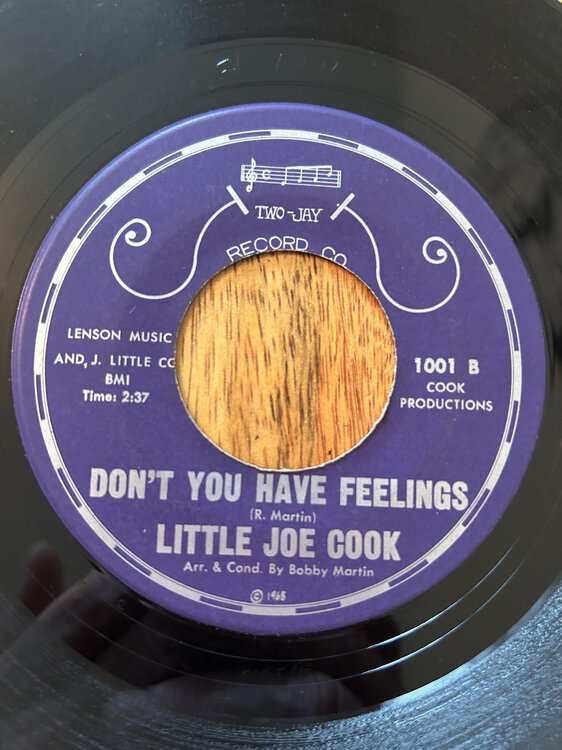 TWO-JAY
RECORD CO
LENSON MUSIC
AND, J. LITTLE CO
BMI
Time: 2:37
1001 B
COOK
PRODUCTIONS
DON'T YOU HAVE FEELINGS
(R. Martin)
LITTLE JOE COOK
Arr. & Cond. By Bobby Martin
© 1965